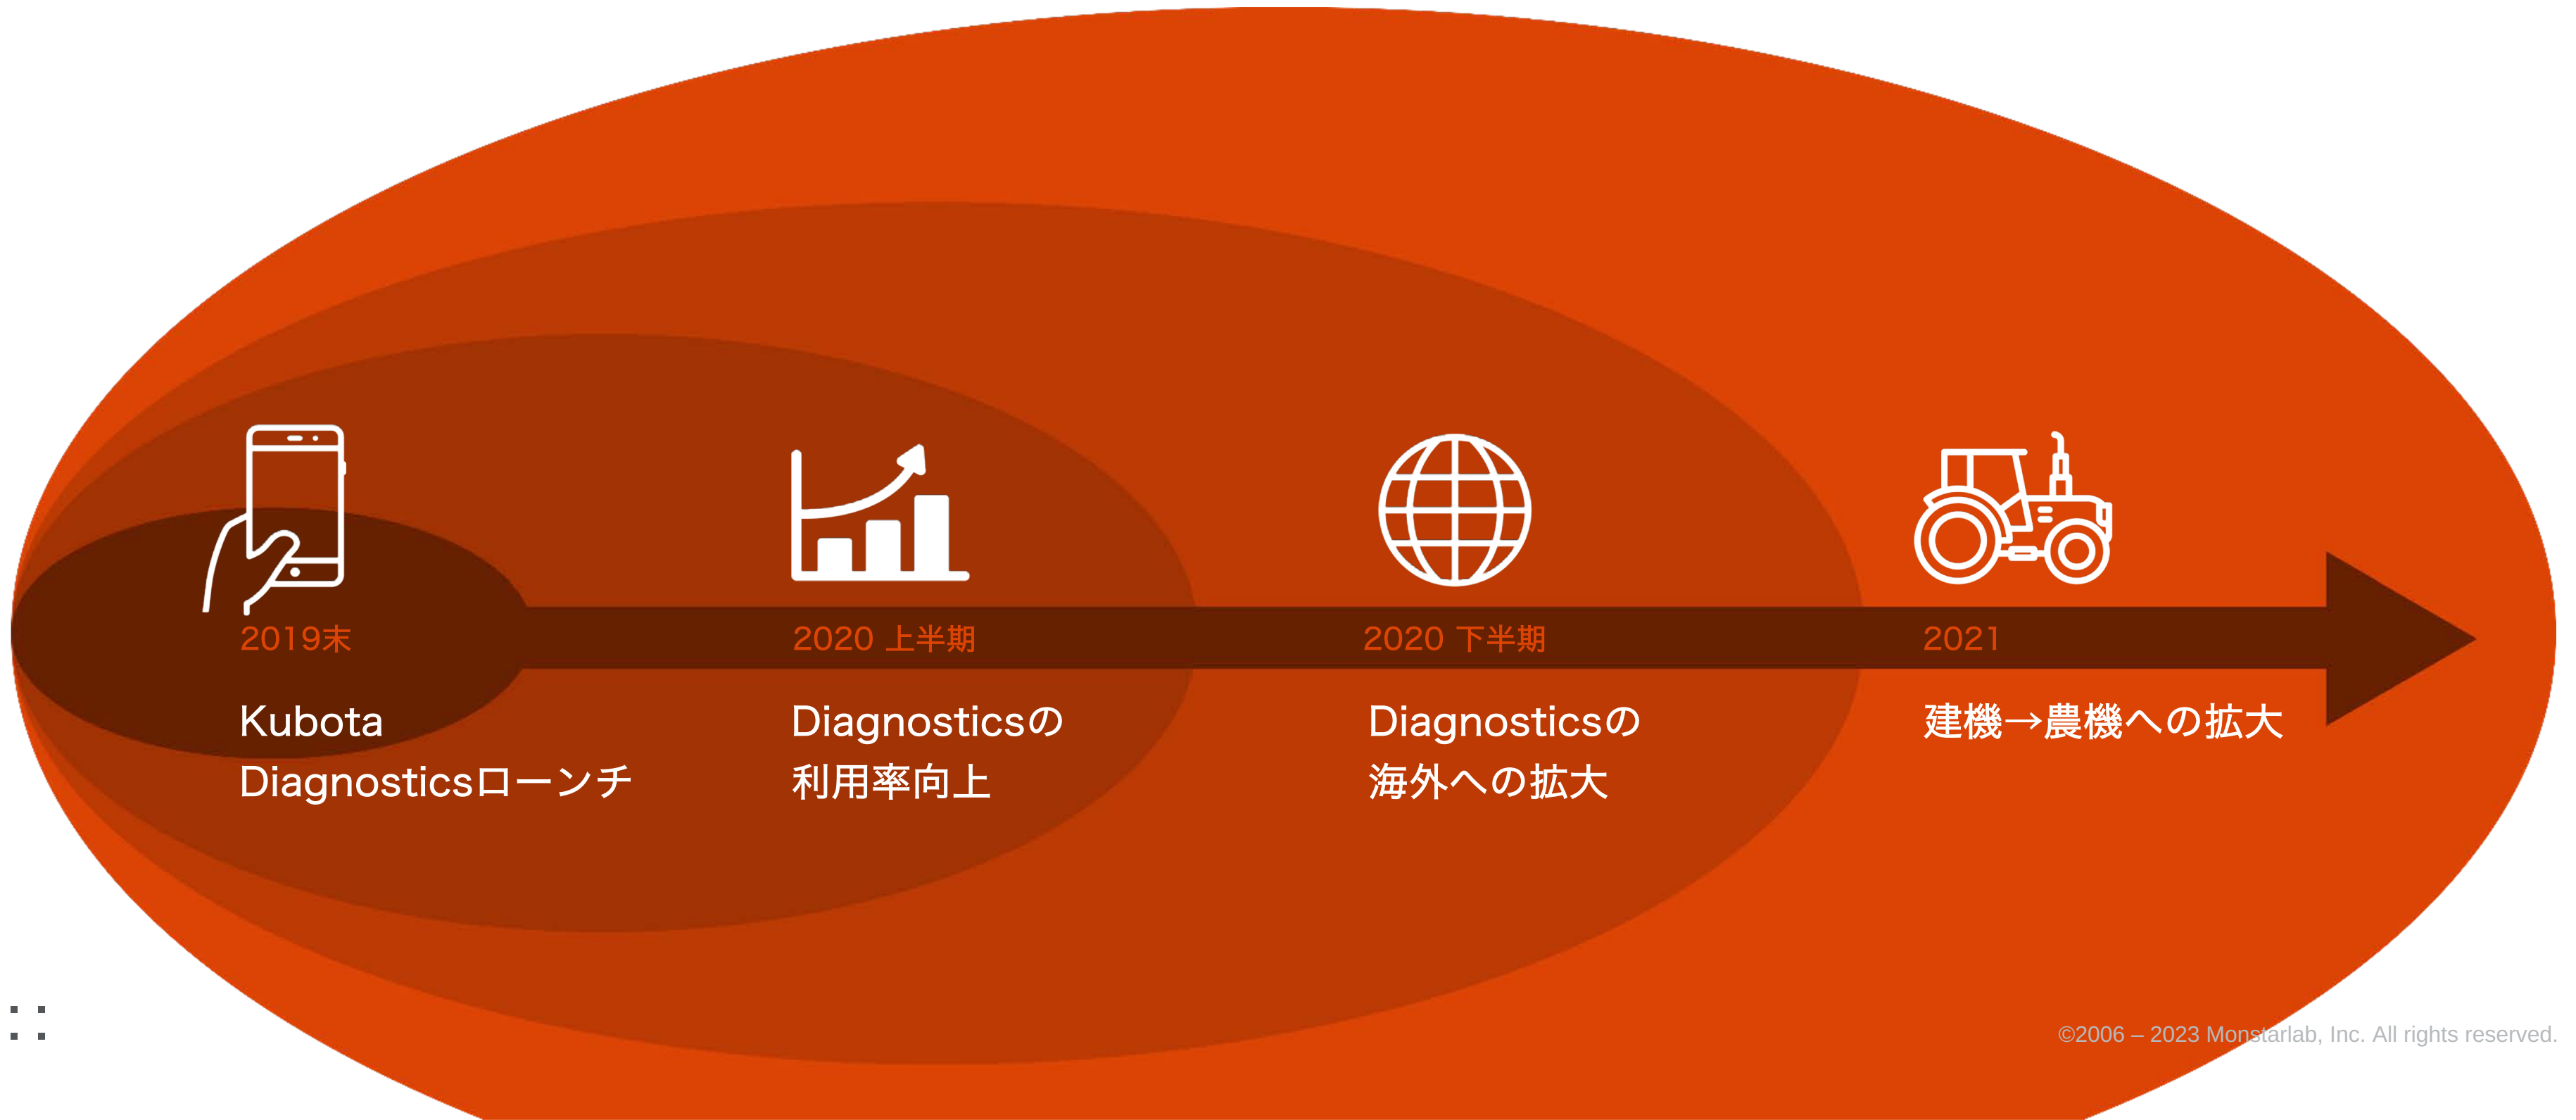 2019末
Kubota
Diagnosticsローンチ
2020 上半期
Diagnosticsの
利用率向上
2020 下半期
Diagnosticsの
海外への拡大
2021
建機→農機への拡大
©2006 – 2023 Monstarlab, Inc. All rights reserved.